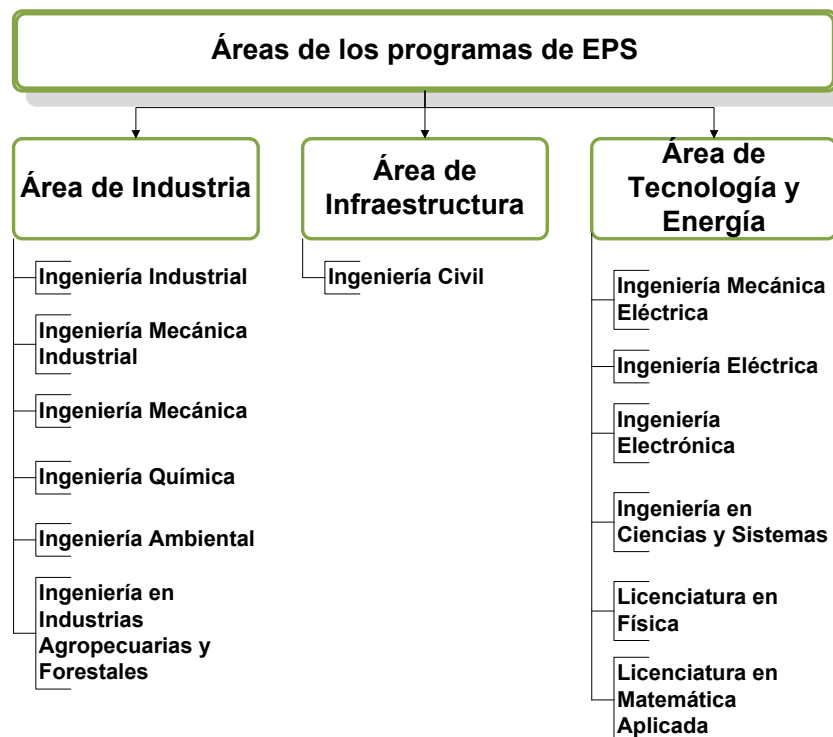 Áreas de los programas de EPS
Área de Industria
Ingeniería Industrial
Ingeniería Mecánica
Industrial
Ingeniería Mecánica
Ingeniería Química
Ingeniería Ambiental
Ingeniería en
Industrias
Agropecuarias y
Forestales
Área de
Infraestructura
Ingeniería Civil
Área de
Tecnología y
Energía
Ingeniería Mecánica
Eléctrica
Ingeniería Eléctrica
Ingeniería
Electrónica
Ingeniería en
Ciencias y Sistemas
Licenciatura en
Física
Licenciatura en
Matemática
Aplicada